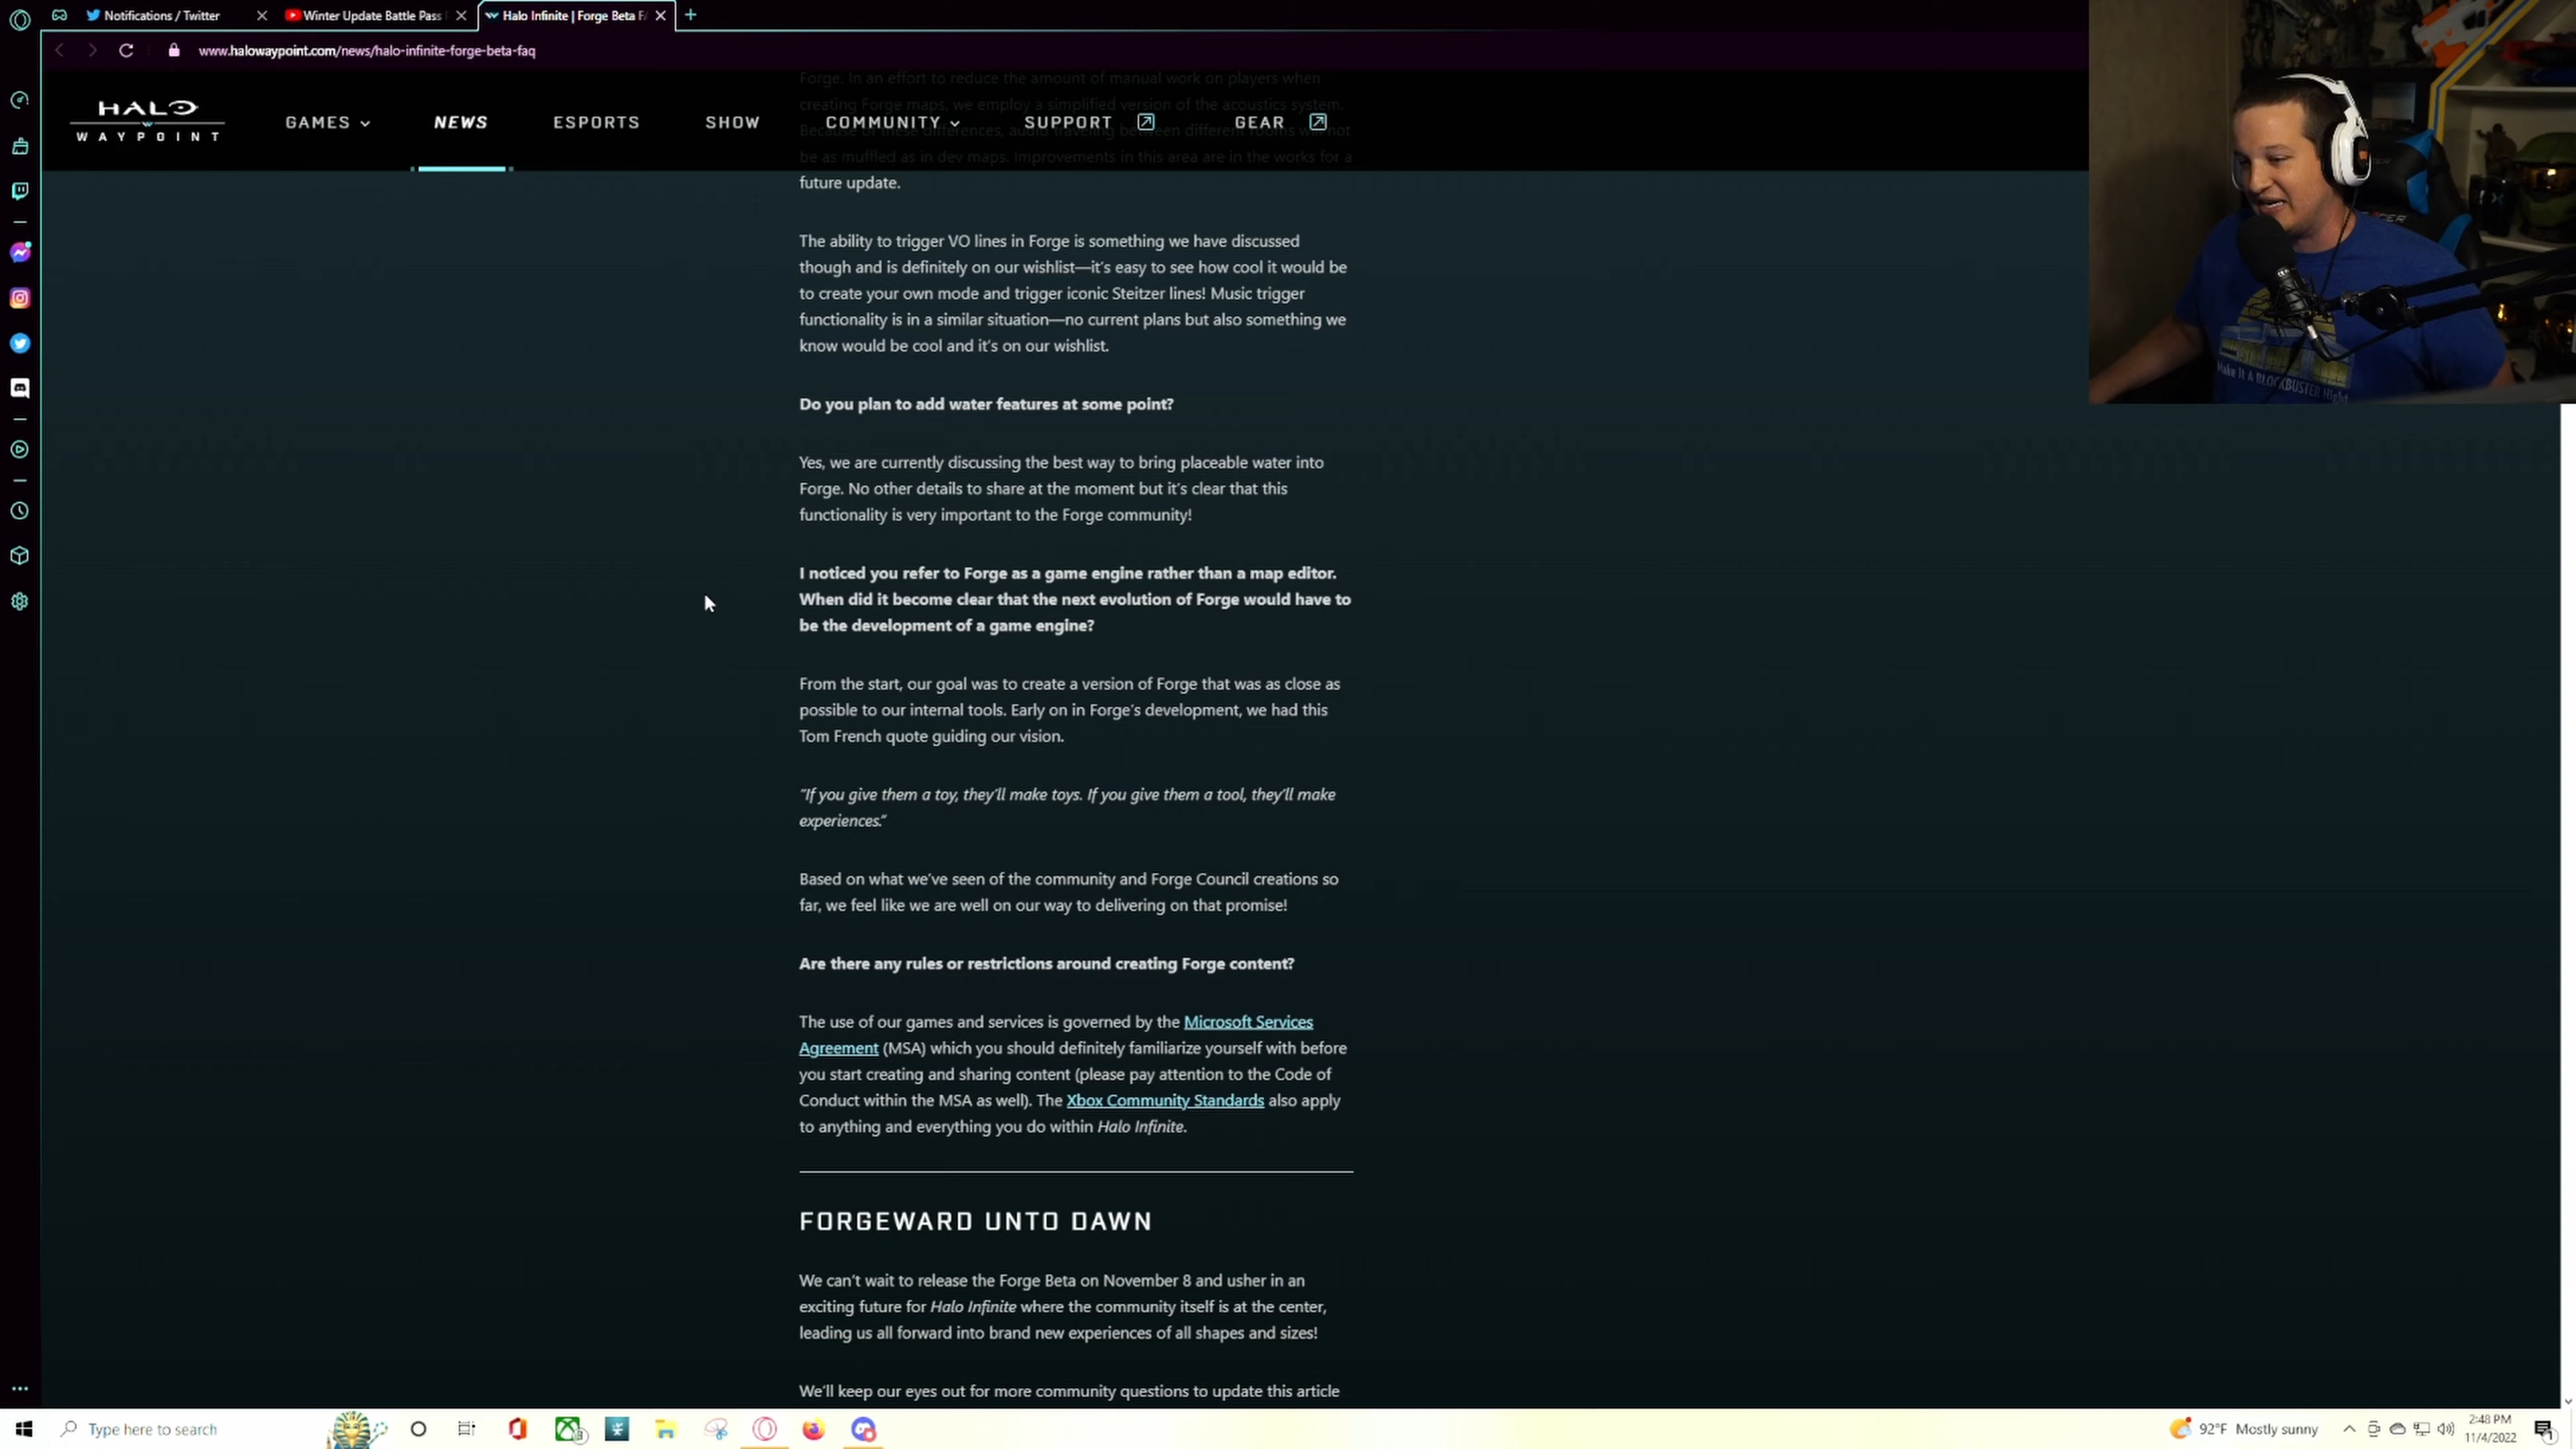 Notifications / Twitter
Winter Update Battle Pass
Halo Infinite | Forge Beta F
www.halowaypoint.com/news/halo-infinite-forge-beta-faq
Forge. In an effort to reduce the amount of manual work on players when
creating Forge maps, we employ a simplified version of the acoustics system.
HALO
WAYPOINT
GAMES
NEWS
ESPORTS
SHOW
COMMUNITY
SUPPORT
GEAR
Because of these differences, audio traveling between different rooms will not
be as muffled as in dev maps. Improvements in this area are in the works for a
future update.
The ability to trigger VO lines in Forge is something we have discussed
though and is definitely on our wishlist—it's easy to see how cool it would be
to create your own mode and trigger iconic Steitzer lines! Music trigger
functionality is in a similar situation—no current plans but also something we
know would be cool and it's on our wishlist.
Do you plan to add water features at some point?
Yes, we are currently discussing the best way to bring placeable water into
Forge. No other details to share at the moment but it's clear that this
functionality is very important to the Forge community!
I noticed you refer to Forge as a game engine rather than a map editor.
When did it become clear that the next evolution of Forge would have to
be the development of a game engine?
From the start, our goal was to create a version of Forge that was as close as
possible to our internal tools. Early on in Forge's development, we had this
Tom French quote guiding our vision.
"If you give them a toy, they'll make toys. If you give them a tool, they'll make
experiences."
Based on what we've seen of the community and Forge Council creations so
far, we feel like we are well on our way to delivering on that promise!
Are there any rules or restrictions around creating Forge content?
The use of our games and services is governed by the Microsoft Services
Agreement (MSA) which you should definitely familiarize yourself with before
you start creating and sharing content (please pay attention to the Code of
Conduct within the MSA as well). The Xbox Community Standards also apply
to anything and everything you do within Halo Infinite.
FORGEWARD UNTO DAWN
We can't wait to release the Forge Beta on November 8 and usher in an
exciting future for Halo Infinite where the community itself is at the center,
leading us all forward into brand new experiences of all shapes and sizes!
We'll keep our eyes out for more community questions to update this article
Make It A BLOCKBUSTER Night
Type here to search
92°F Mostly sunny
2:48 PM
11/4/2022